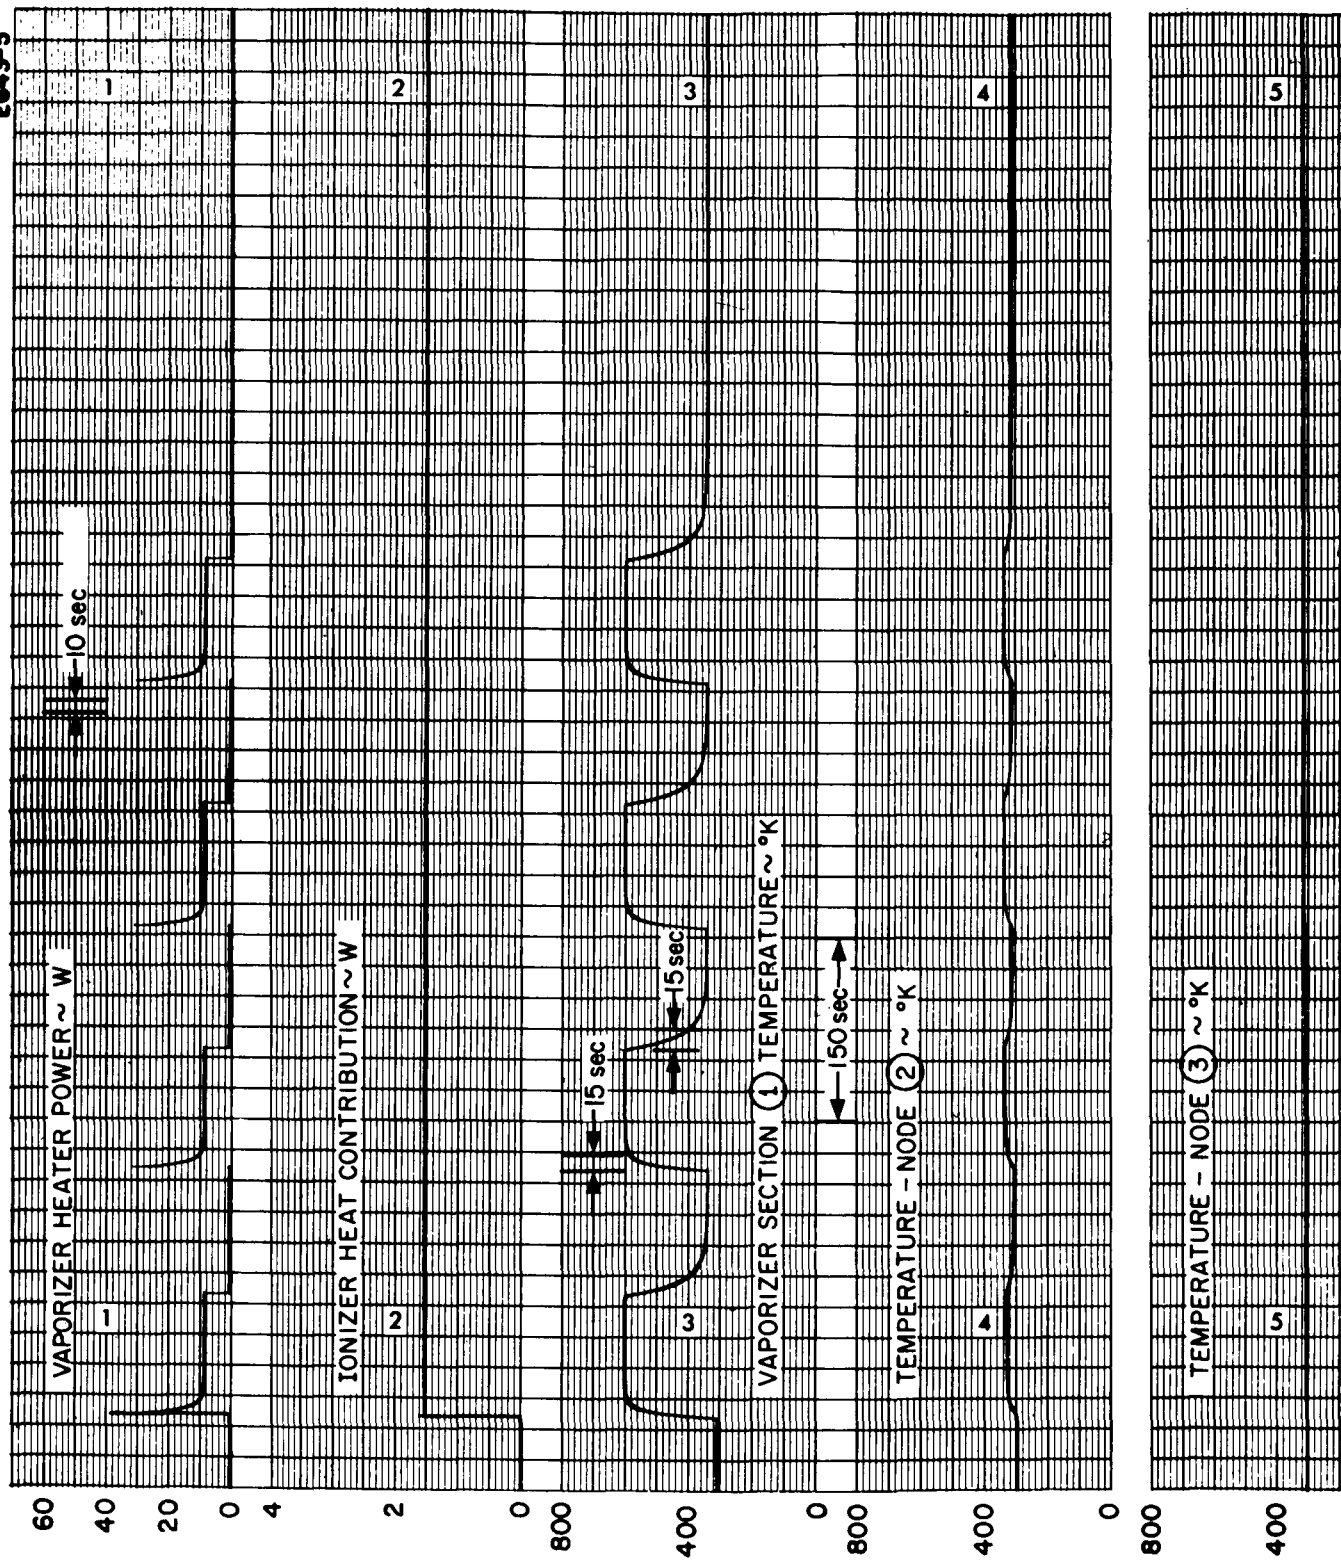 VAPORIZER HEATER POWER ~ W
60
40
20
0
1
1
10 sec
IONIZER HEAT CONTRIBUTION ~ W
4
2
0
2
2
800
400
0
3
3
15 sec
15 sec
VAPORIZER SECTION 1 TEMPERATURE ~ °K
150 sec
TEMPERATURE – NODE 2 ~ °K
800
400
0
4
4
TEMPERATURE – NODE 3 ~ °K
800
400
5
5